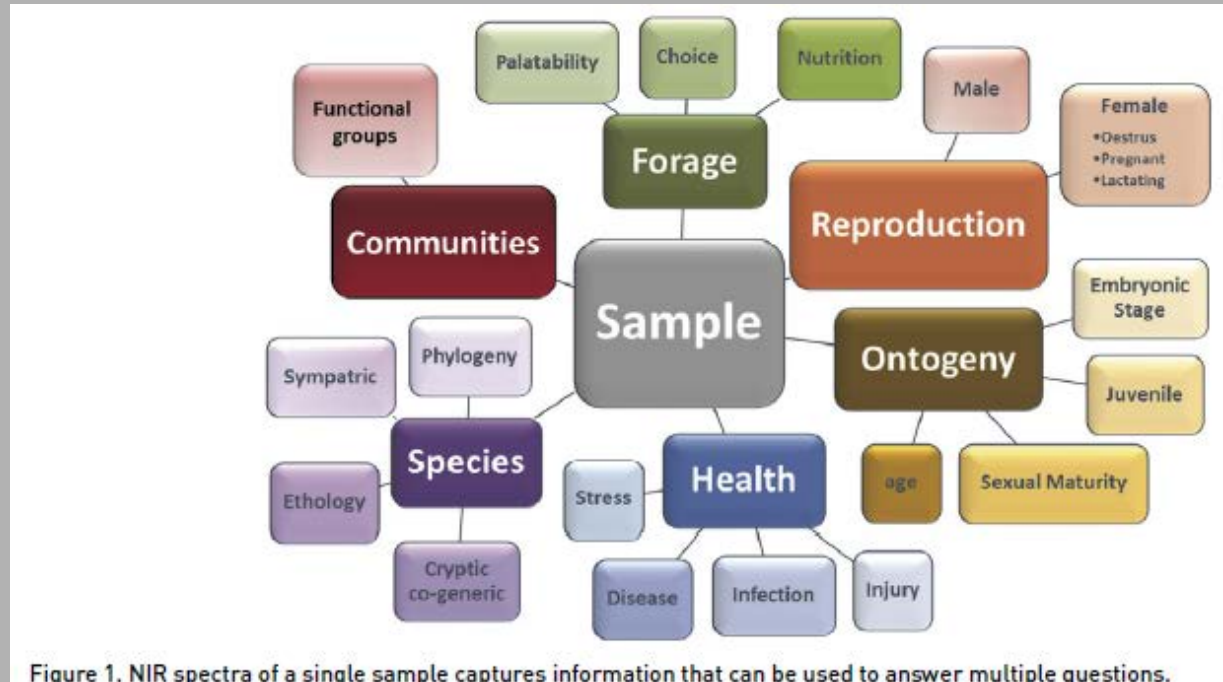 Palatability
Choice
Nutrition
Forage
Functional
groups
Communities
Male
Female
•Oestrus
•Pregnant
•Lactating
Reproduction
Sample
Embryonic
Stage
Ontogeny
Juvenile
age
Sexual Maturity
Phylogeny
Sympatric
Species
Ethology
Cryptic
co-generic
Health
Stress
Disease
Infection
Injury
Figure 1. NIR spectra of a single sample captures information that can be used to answer multiple questions.